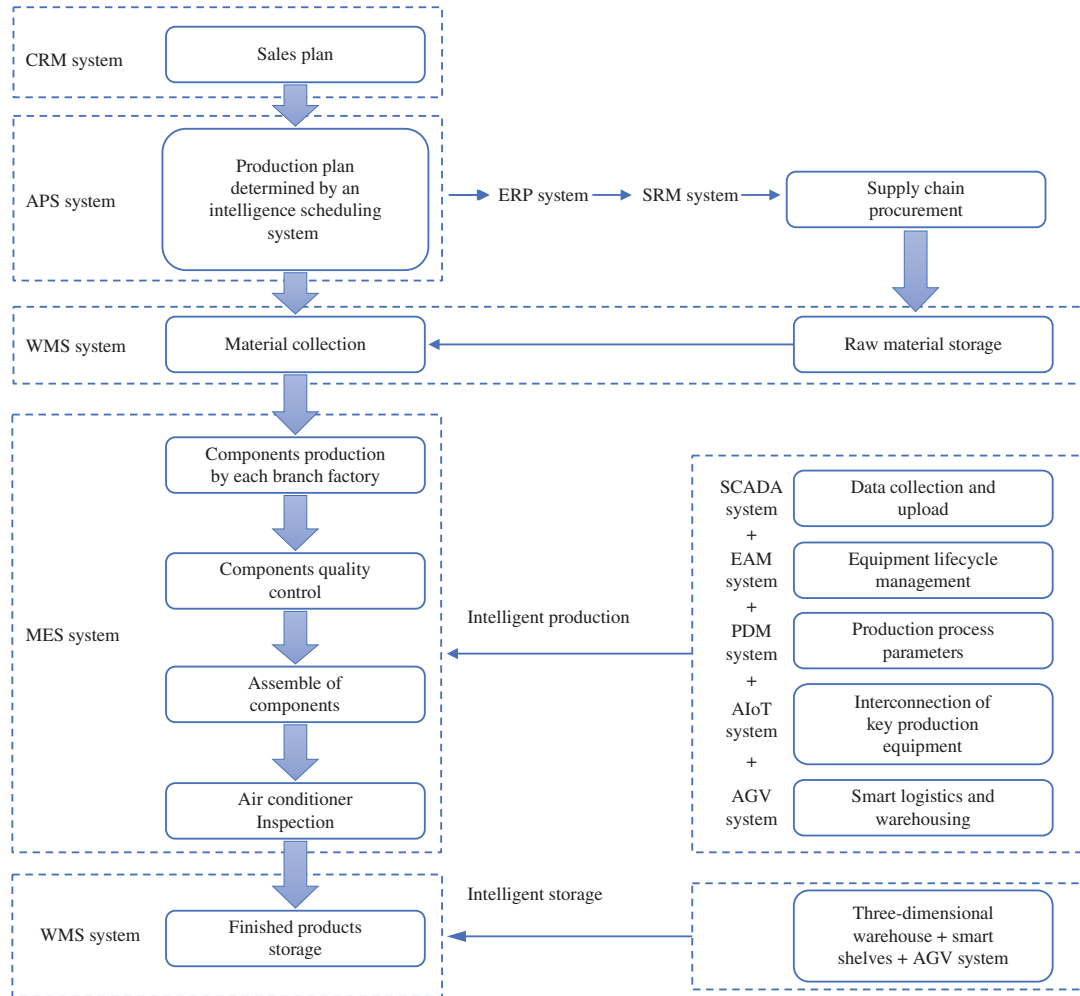 CRM system
Sales plan
APS system
Production plan
determined by an
intelligence scheduling
system
ERP system
SRM system
Supply chain
procurement
WMS system
Material collection
Raw material storage
MES system
Components production
by each branch factory
Components quality
control
Assemble of
components
Air conditioner
Inspection
Intelligent production
SCADA
system
Data collection and
upload
+
EAM
system
Equipment lifecycle
management
+
PDM
system
Production process
parameters
+
AIoT
system
Interconnection of
key production
equipment
+
AGV
system
Smart logistics and
warehousing
WMS system
Finished products
storage
Intelligent storage
Three-dimensional
warehouse + smart
shelves + AGV system